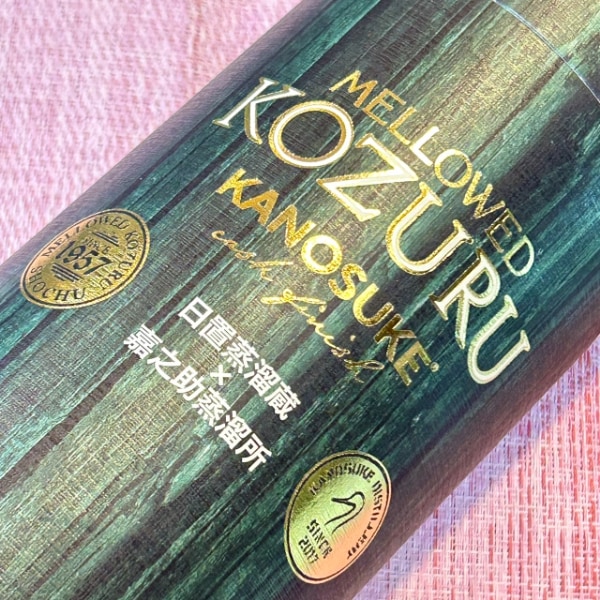 MELLOWED
KOZURU
KANOSUKE®
cask finish
日置蒸溜蔵
×
嘉之助蒸溜所
MELLOWED KOZURU
1957
SHOCHU
KANOSUKE DISTILLERY
SINCE
2017